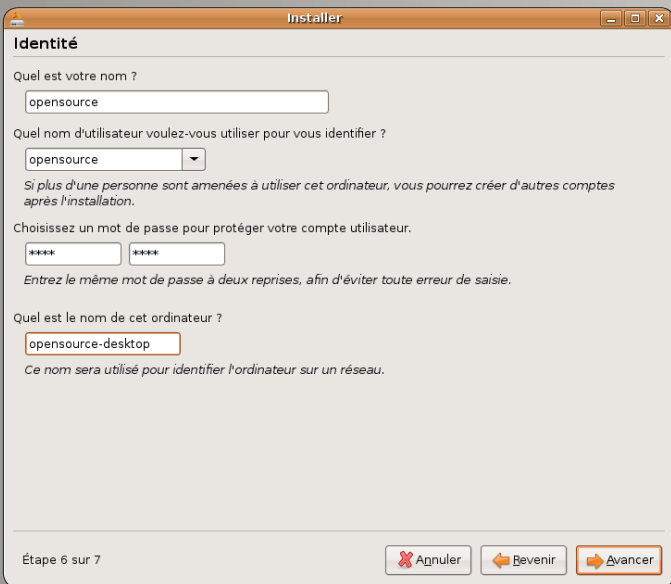 Installer
Identité
Quel est votre nom ?
opensource
Quel nom d'utilisateur voulez-vous utiliser pour vous identifier ?
opensource
Si plus d'une personne sont amenées à utiliser cet ordinateur, vous pourrez créer d'autres comptes
après l'installation.
Choisissez un mot de passe pour protéger votre compte utilisateur.
**** ****
Entrez le même mot de passe à deux reprises, afin d'éviter toute erreur de saisie.
Quel est le nom de cet ordinateur ?
opensource-desktop
Ce nom sera utilisé pour identifier l'ordinateur sur un réseau.
Étape 6 sur 7 Annuler Revenir Avancer